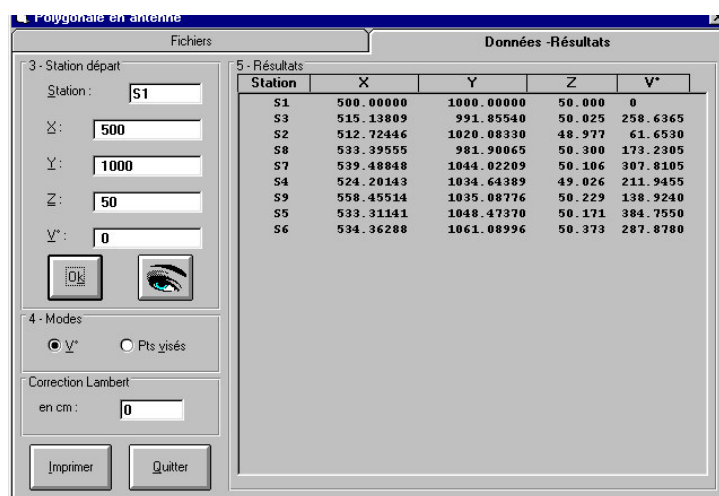 Polygonale en antenne
Fichiers
Données -Résultats
3 - Station départ
Station : S1
X : 500
Y : 1000
Z : 50
V° : 0
Ok
4 - Modes
V° Pts visés
Correction Lambert
en cm : 0
Imprimer Quitter
5 - Résultats
Station X Y Z V°
S1 500.00000 1000.00000 50.000 0
S3 515.13809 991.85540 50.025 258.6365
S2 512.72446 1020.08330 48.977 61.6530
S8 533.39555 981.90065 50.300 173.2305
S7 539.48848 1044.02209 50.106 307.8105
S4 524.20143 1034.64389 49.026 211.9455
S9 558.45514 1035.08776 50.229 138.9240
S5 533.31141 1048.47370 50.171 384.7550
S6 534.36288 1061.08996 50.373 287.8780